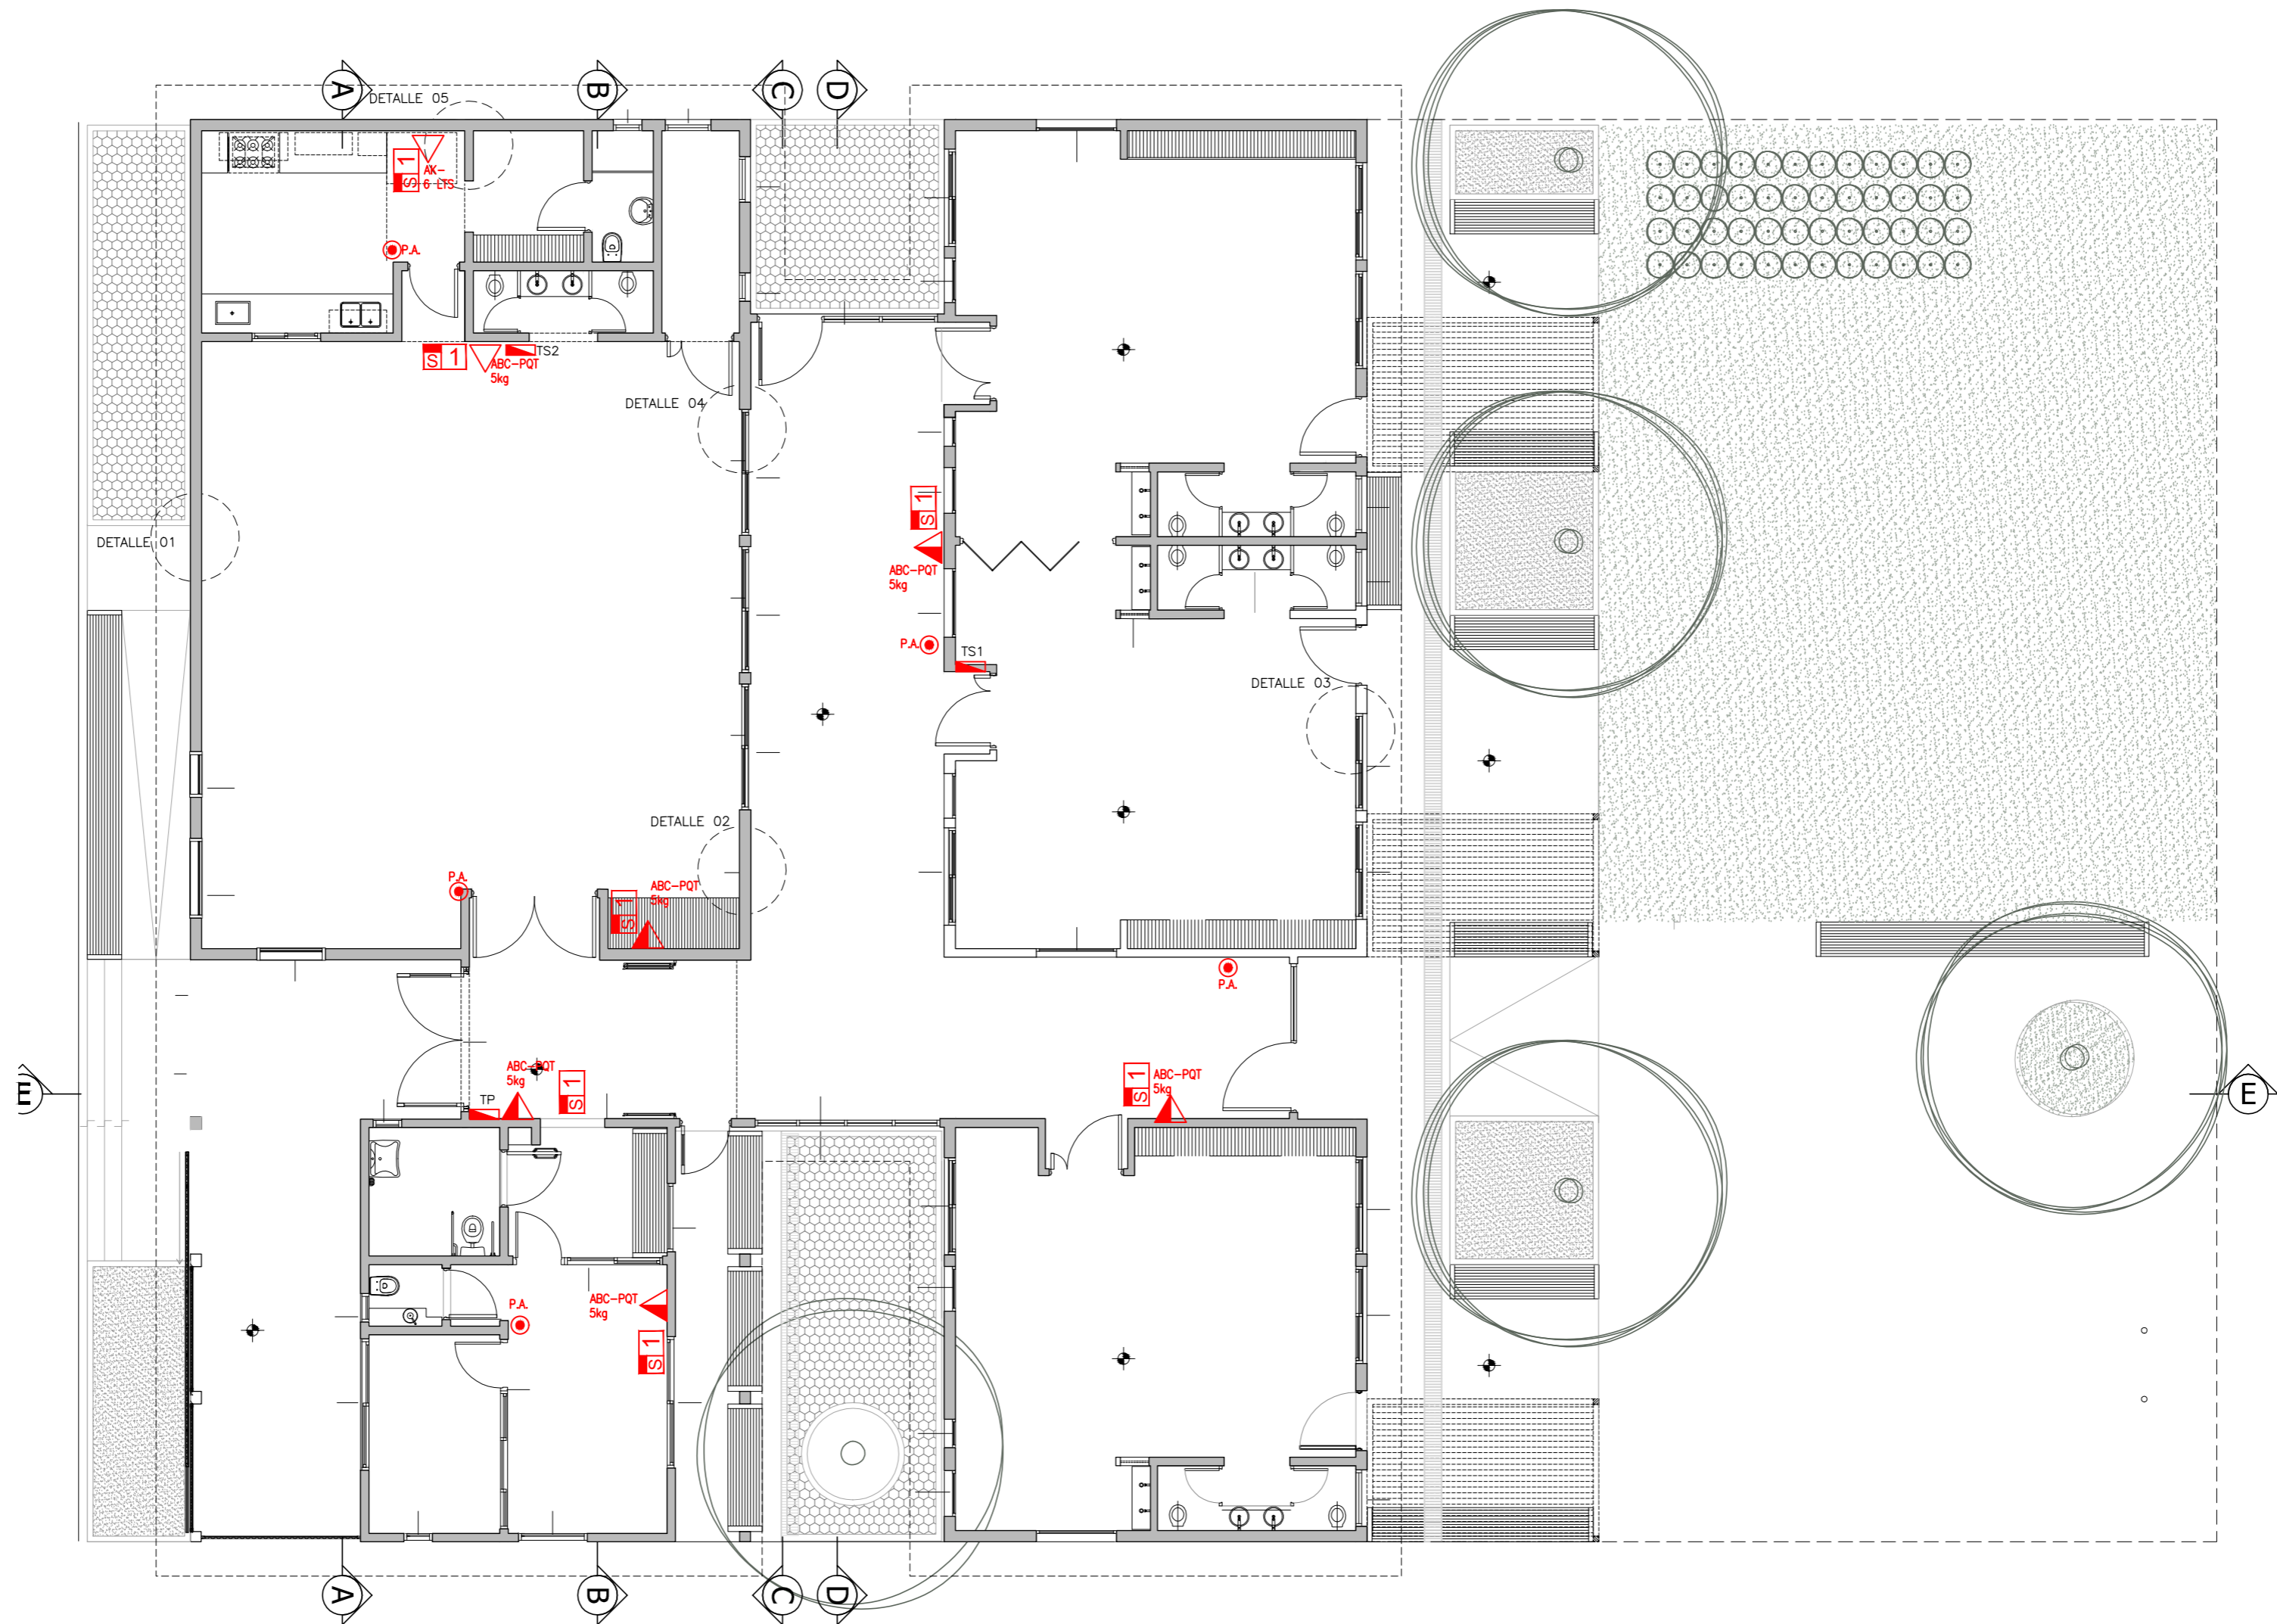 A
B
C
D
DETALLE 05
S 1
AK-
6 LTS
P.A.
S 1
ABC-PQT
5kg
TS2
DETALLE 04
S 1
ABC-PQT
5kg
DETALLE 01
P.A.
TS1
DETALLE 03
DETALLE 02
P.A.
S 1
ABC-PQT
5kg
P.A.
E
ABC-PQT
5kg
S 1
TP
S 1
ABC-PQT
5kg
E
P.A.
ABC-PQT
5kg
S 1
A
B
C
D